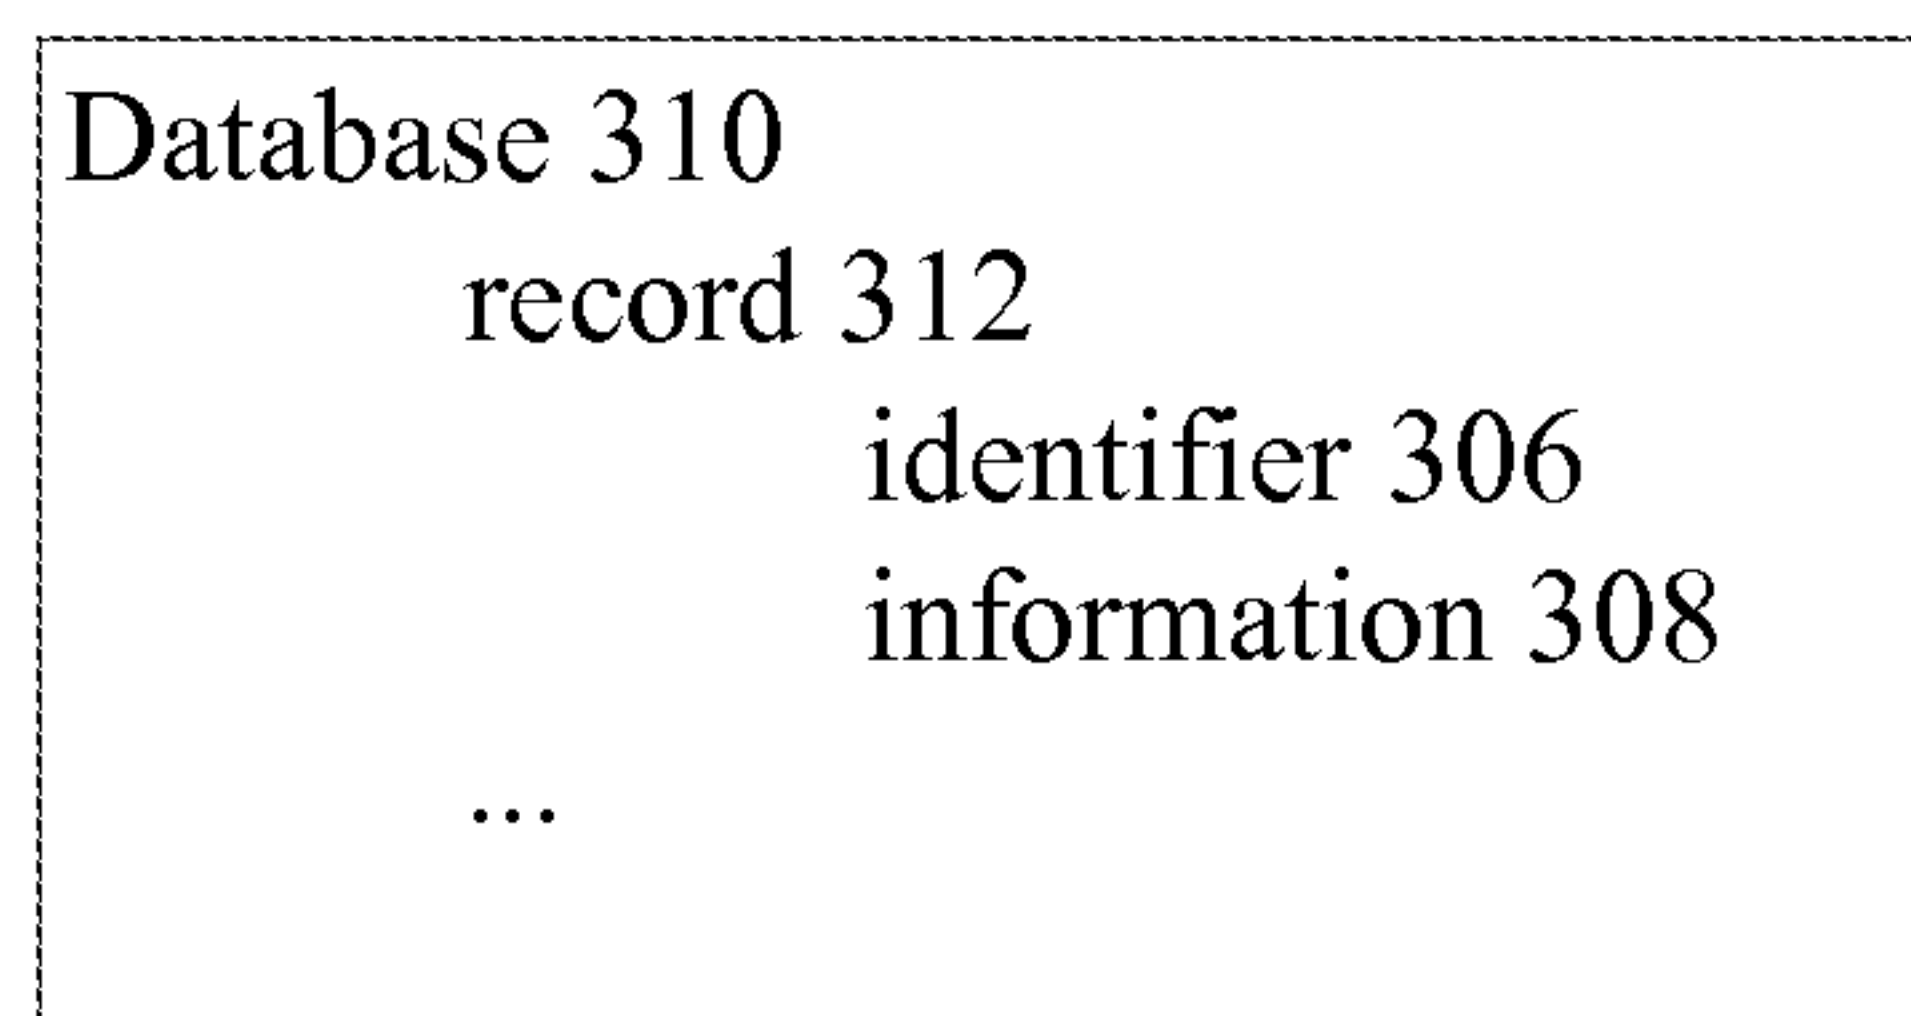 Database 310
record 312
identifier 306
information 308
...